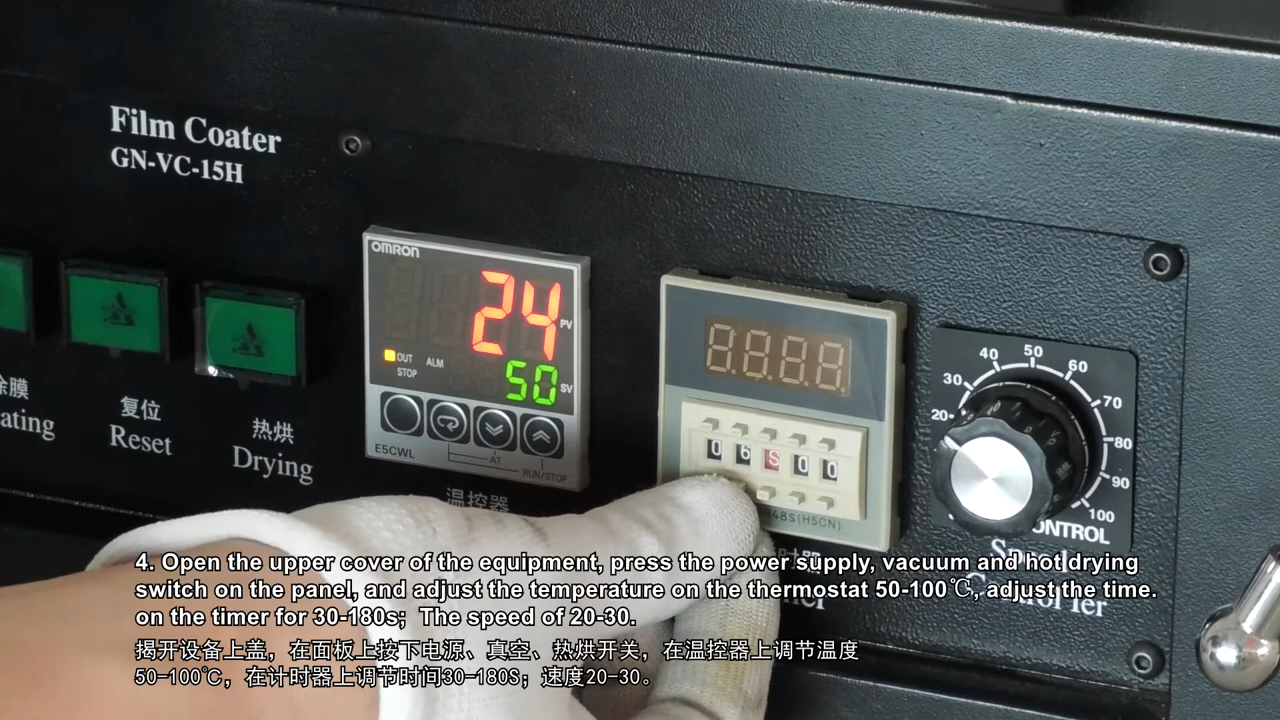 Film Coater
GN-VC-15H
OMRON
24
PV
OUT
ALM
STOP
50
SV
E5CWL
AT
RUN/STOP
06S00
48S(H5CN)
20 30 40 50 60 70 80 90 100
CONTROL
涂膜
ating
复位
Reset
热烘
Drying
温控器
时器
Speed
Controller
4. Open the upper cover of the equipment, press the power supply, vacuum and hot drying
switch on the panel, and adjust the temperature on the thermostat 50-100℃, adjust the time.
on the timer for 30-180s; The speed of 20-30.
揭开设备上盖，在面板上按下电源、真空、热烘开关，在温控器上调节温度
50-100℃，在计时器上调节时间30-180S；速度20-30。